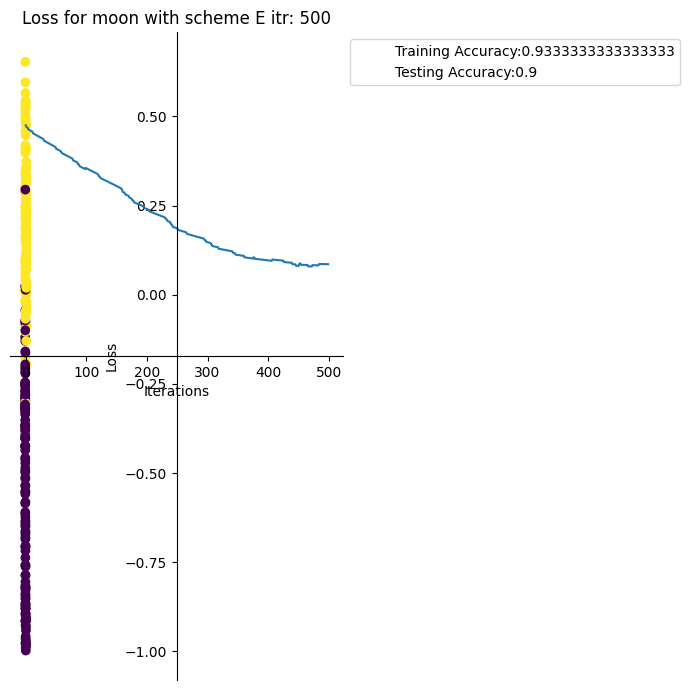 Loss for moon with scheme E itr: 500
Training Accuracy:0.9333333333333333
Testing Accuracy:0.9
0.50
0.25
0.00
−0.25
−0.50
−0.75
−1.00
Loss
0 100 200 300 400 500
Iterations